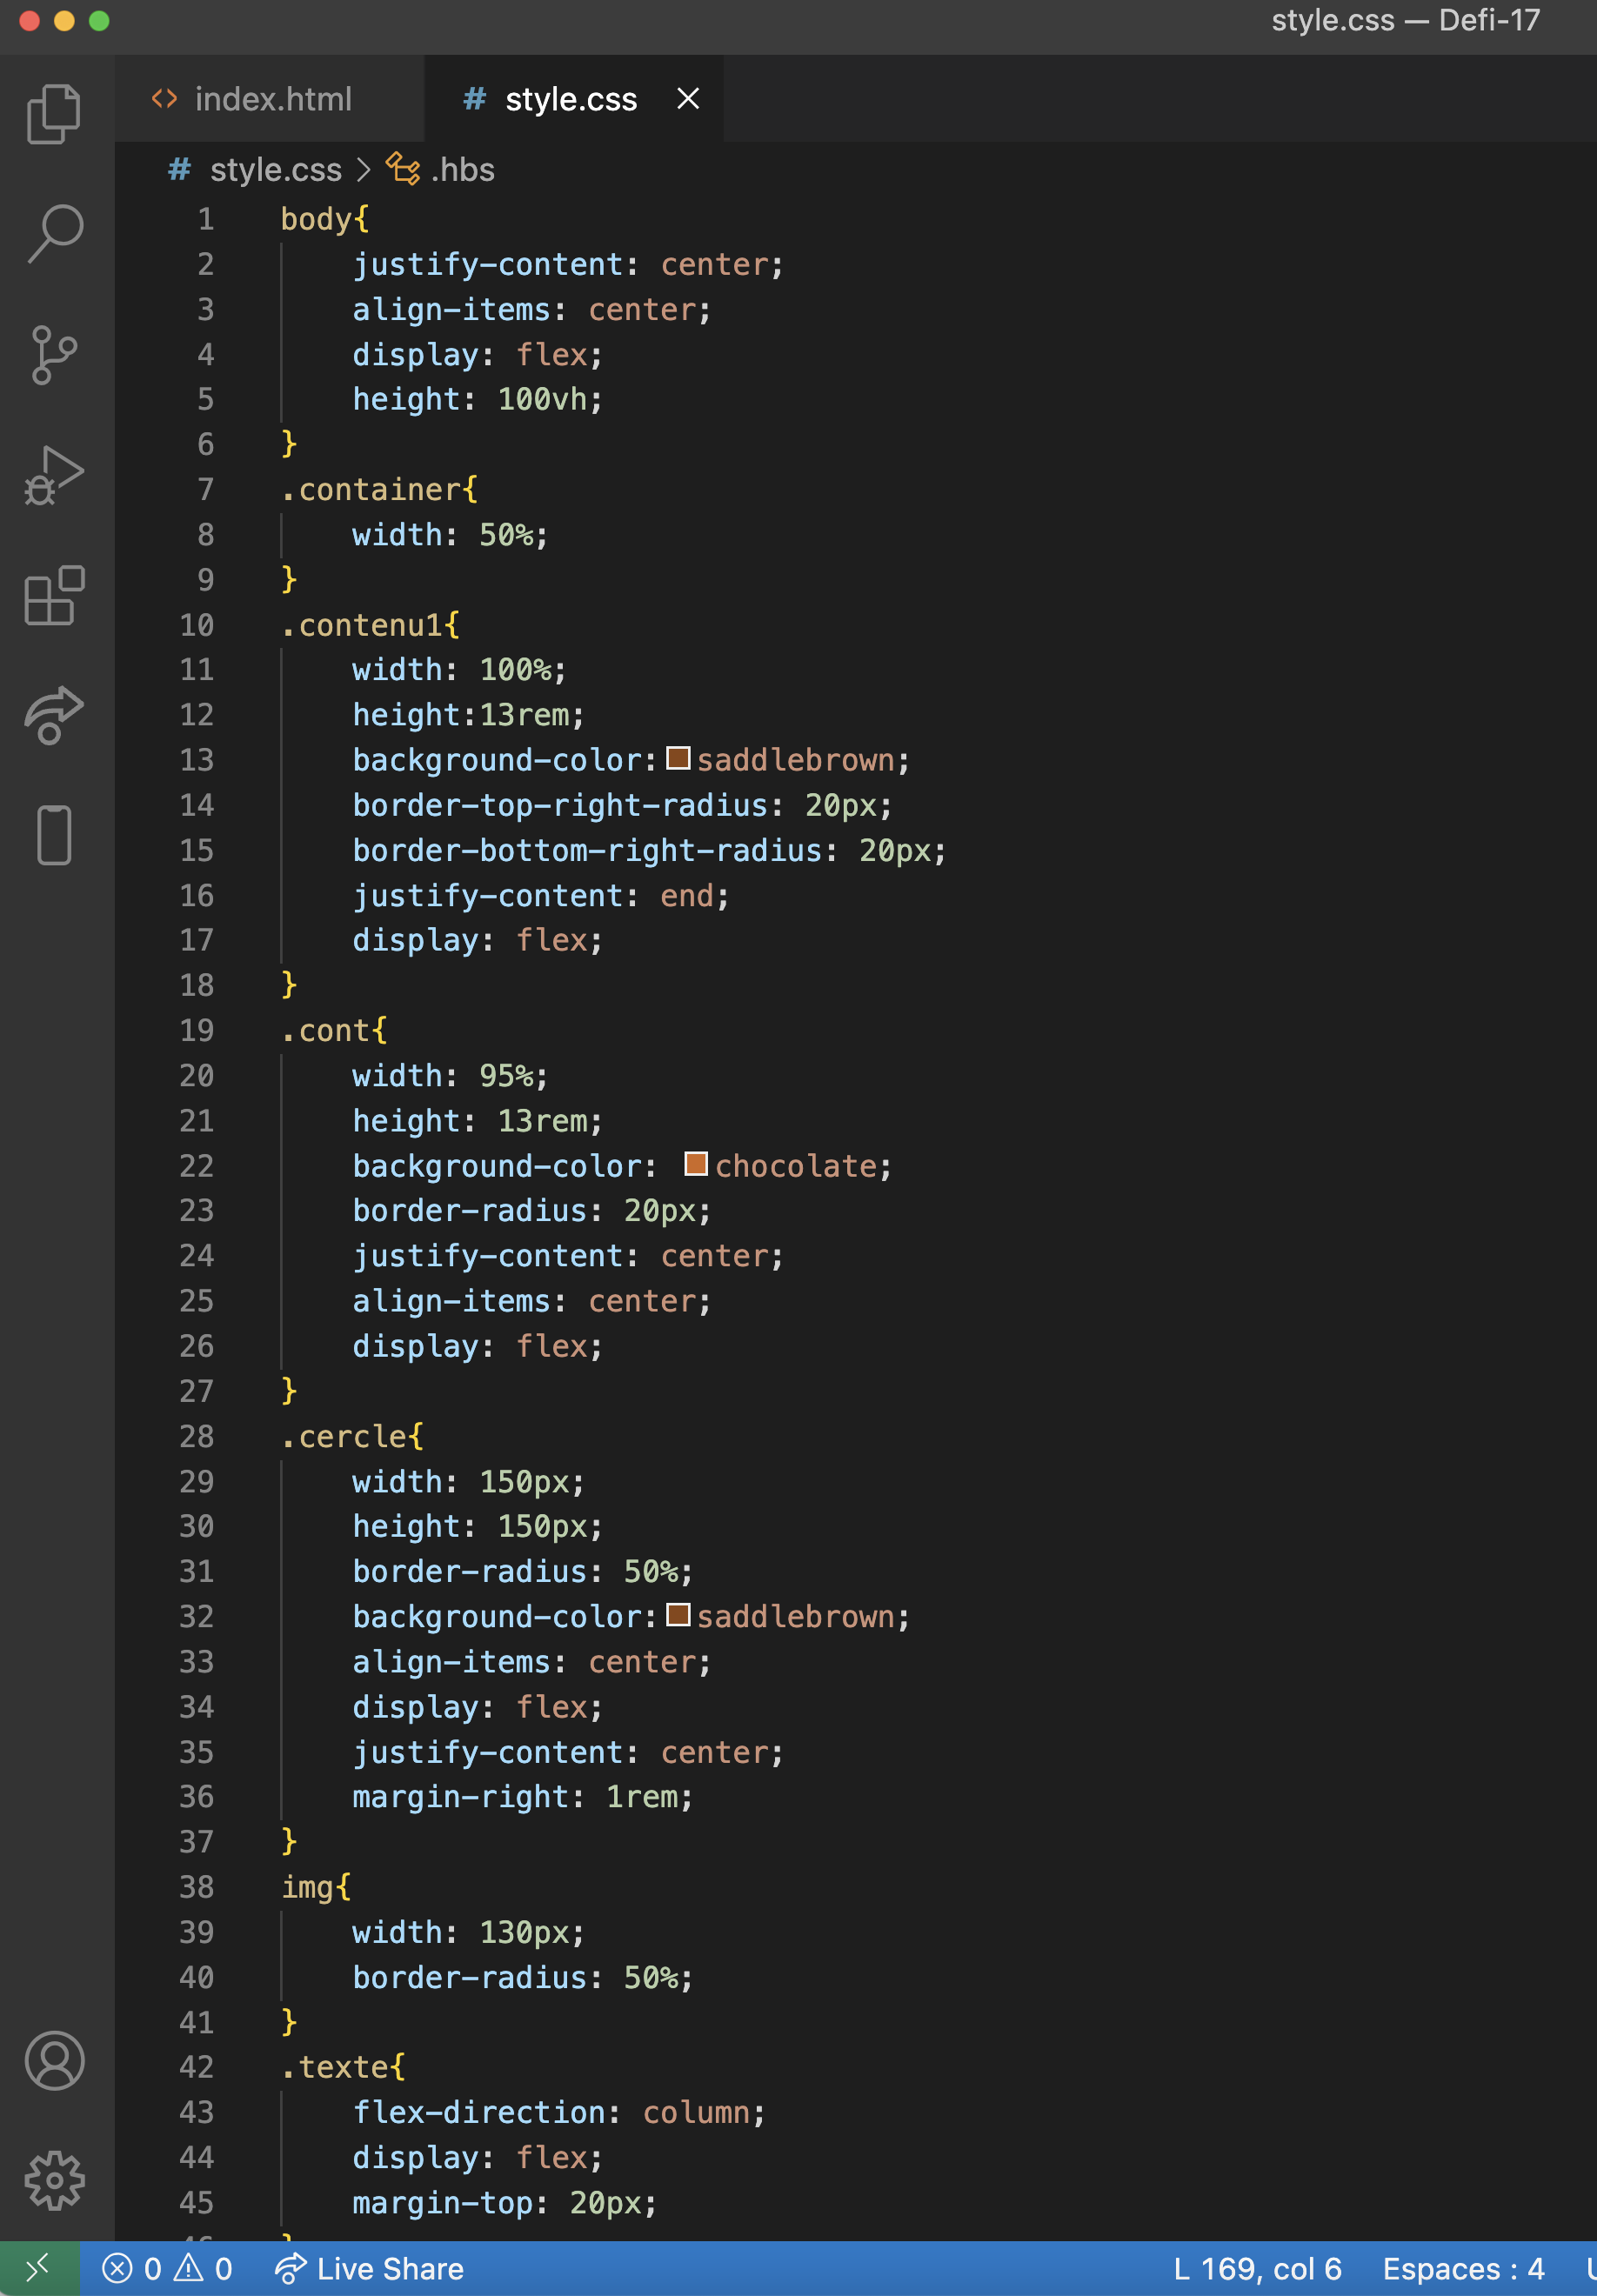 style.css — Defi-17
index.html
# style.css
# style.css > .hbs
1 body{
2 justify-content: center;
3 align-items: center;
4 display: flex;
5 height: 100vh;
6 }
7 .container{
8 width: 50%;
9 }
10 .contenu1{
11 width: 100%;
12 height:13rem;
13 background-color: saddlebrown;
14 border-top-right-radius: 20px;
15 border-bottom-right-radius: 20px;
16 justify-content: end;
17 display: flex;
18 }
19 .cont{
20 width: 95%;
21 height: 13rem;
22 background-color: chocolate;
23 border-radius: 20px;
24 justify-content: center;
25 align-items: center;
26 display: flex;
27 }
28 .cercle{
29 width: 150px;
30 height: 150px;
31 border-radius: 50%;
32 background-color: saddlebrown;
33 align-items: center;
34 display: flex;
35 justify-content: center;
36 margin-right: 1rem;
37 }
38 img{
39 width: 130px;
40 border-radius: 50%;
41 }
42 .texte{
43 flex-direction: column;
44 display: flex;
45 margin-top: 20px;
0 0 Live Share L 169, col 6 Espaces : 4